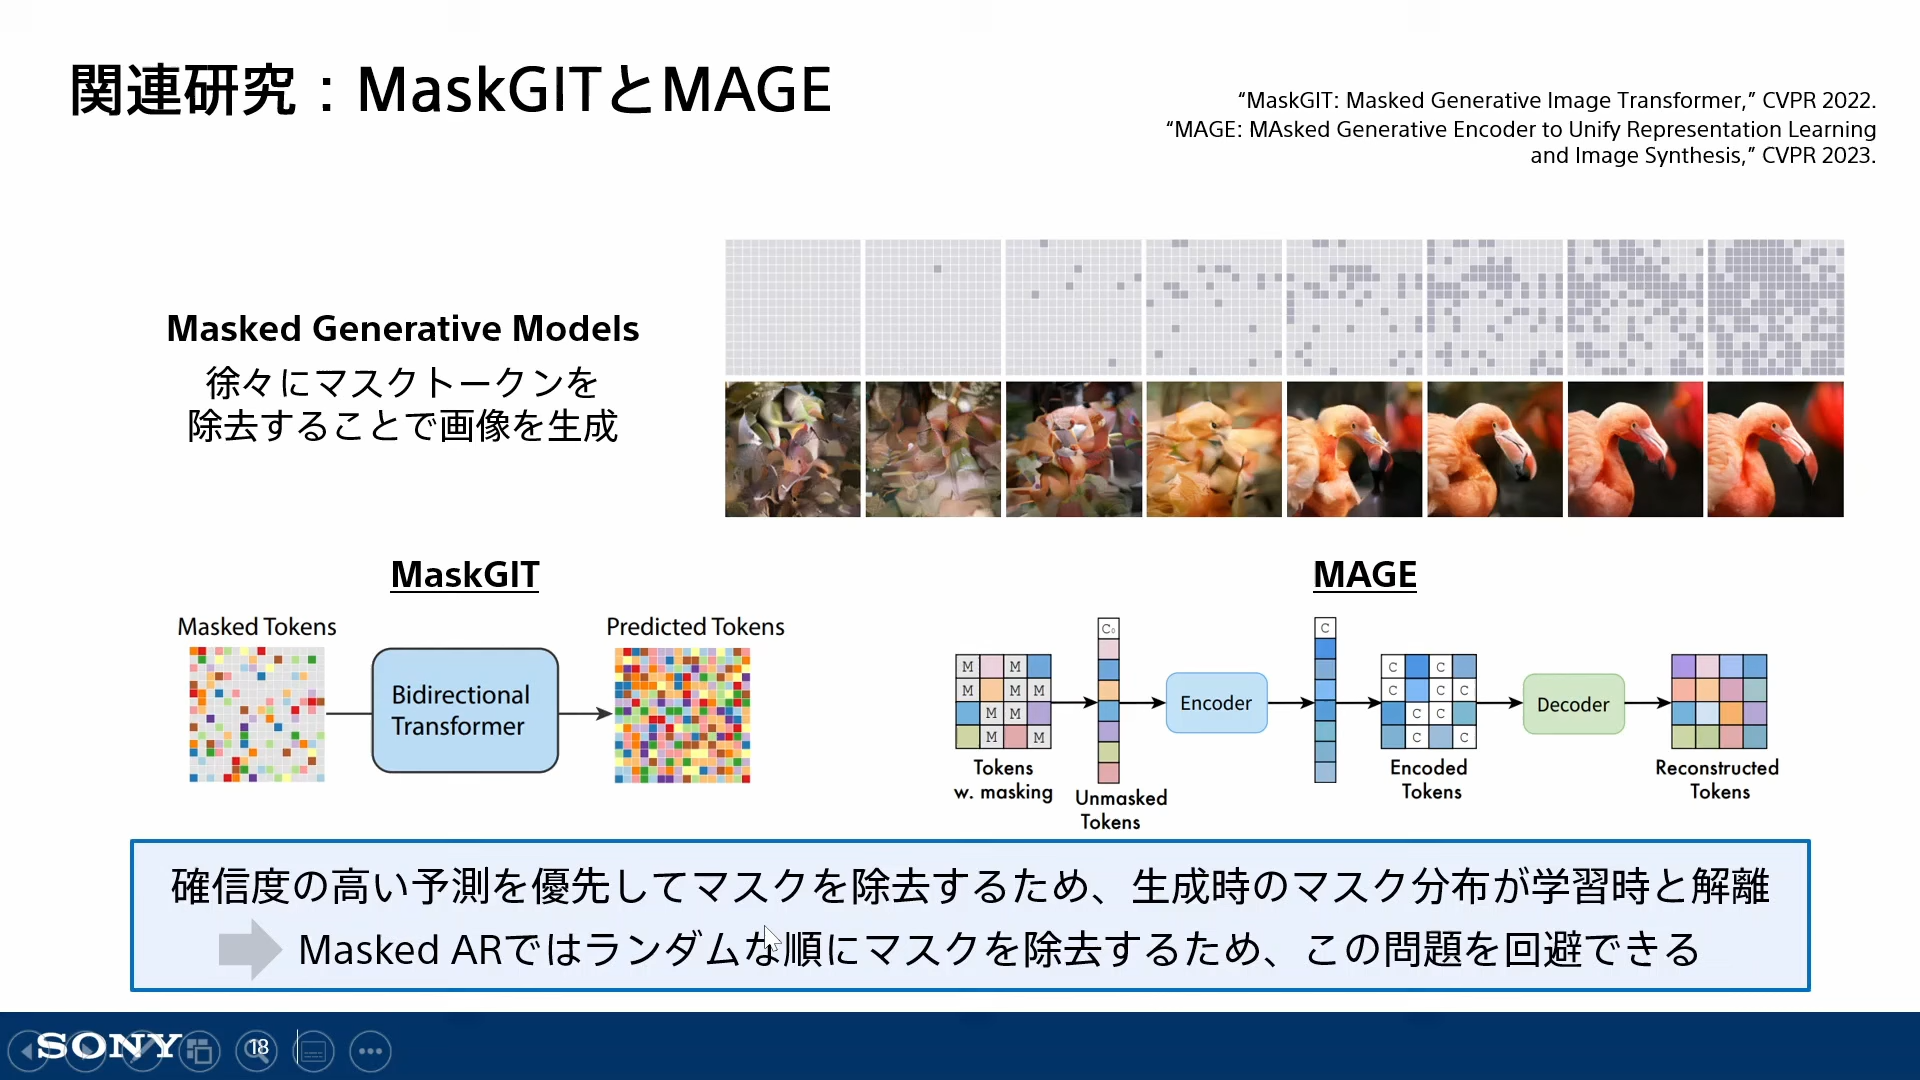 関連研究：MaskGITとMAGE
“MaskGIT: Masked Generative Image Transformer,” CVPR 2022.
“MAGE: MAsked Generative Encoder to Unify Representation Learning
and Image Synthesis,” CVPR 2023.
Masked Generative Models
徐々にマスクトークンを
除去することで画像を生成
MaskGIT
Masked Tokens
Bidirectional
Transformer
Predicted Tokens
MAGE
M M
M M M
M M
M M
Tokens
w. masking
C₀
Unmasked
Tokens
Encoder
C
C C
C C C
C C
C C
Encoded
Tokens
Decoder
Reconstructed
Tokens
確信度の高い予測を優先してマスクを除去するため、生成時のマスク分布が学習時と解離
Masked ARではランダムな順にマスクを除去するため、この問題を回避できる
SONY
18